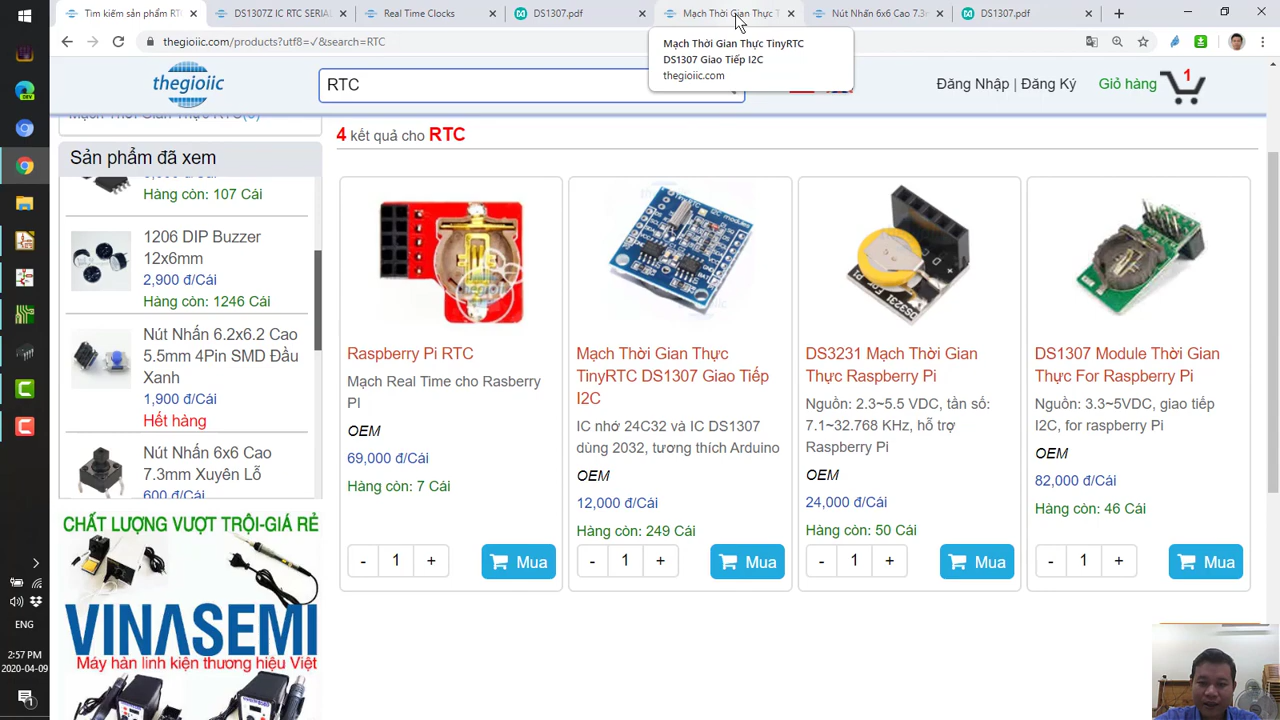 Tìm kiếm sản phẩm RT
DS1307Z IC RTC SERIAL
Real Time Clock
DS1307.pdf
Mạch Thời Gian Thực T
Nút Nhấn 6x6 Cao 7.3
DS1307.pdf
thegioiic.com/products?utf8=✓&search=RTC
Mạch Thời Gian Thực TinyRTC
DS1307 Giao Tiếp I2C
thegioiic.com
thegioiic
RTC
Đăng Nhập | Đăng Ký
Giỏ hàng
1
Mạch Thời Gian Thực RTC(0)
4 kết quả cho RTC
Sản phẩm đã xem
Hàng còn: 107 Cái
1206 DIP Buzzer
12x6mm
2,900 đ/Cái
Hàng còn: 1246 Cái
Nút Nhấn 6.2x6.2 Cao
5.5mm 4Pin SMD Đầu
Xanh
1,900 đ/Cái
Hết hàng
Nút Nhấn 6x6 Cao
7.3mm Xuyên Lỗ
600 đ/Cái
Raspberry Pi RTC
Mạch Real Time cho Rasberry
PI
OEM
69,000 đ/Cái
Hàng còn: 7 Cái
- 1 +
Mua
Mạch Thời Gian Thực
TinyRTC DS1307 Giao Tiếp
I2C
IC nhớ 24C32 và IC DS1307
dùng 2032, tương thích Arduino
OEM
12,000 đ/Cái
Hàng còn: 249 Cái
- 1 +
Mua
DS3231 Mạch Thời Gian
Thực Raspberry Pi
Nguồn: 2.3~5.5 VDC, tần số:
7.1~32.768 KHz, hỗ trợ
Raspberry Pi
OEM
24,000 đ/Cái
Hàng còn: 50 Cái
- 1 +
Mua
DS1307 Module Thời Gian
Thực For Raspberry Pi
Nguồn: 3.3~5VDC, giao tiếp
I2C, for raspberry Pi
OEM
82,000 đ/Cái
Hàng còn: 46 Cái
- 1 +
Mua
CHẤT LƯỢNG VƯỢT TRỘI-GIÁ RẺ
VINASEMI
Máy hàn linh kiện thương hiệu Việt
ENG
2:57 PM
2020-04-09